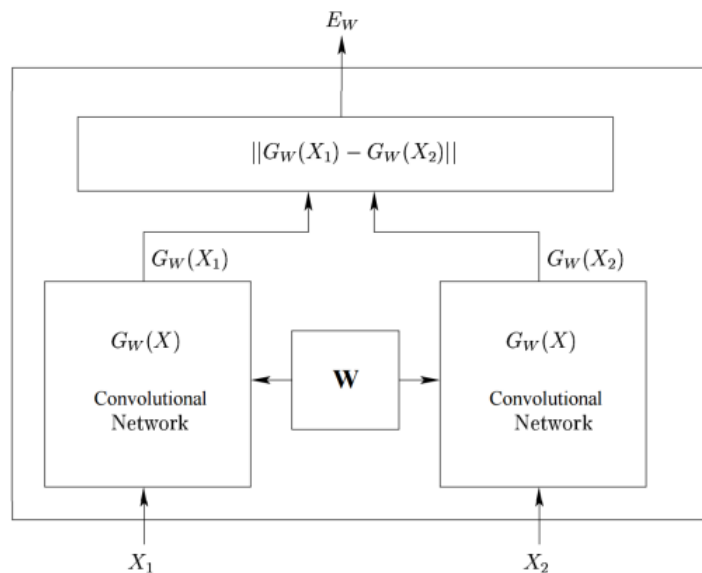 E_W
||G_W(X_1) − G_W(X_2)||
G_W(X_1)
G_W(X_2)
G_W(X)
Convolutional
Network
W
G_W(X)
Convolutional
Network
X_1
X_2